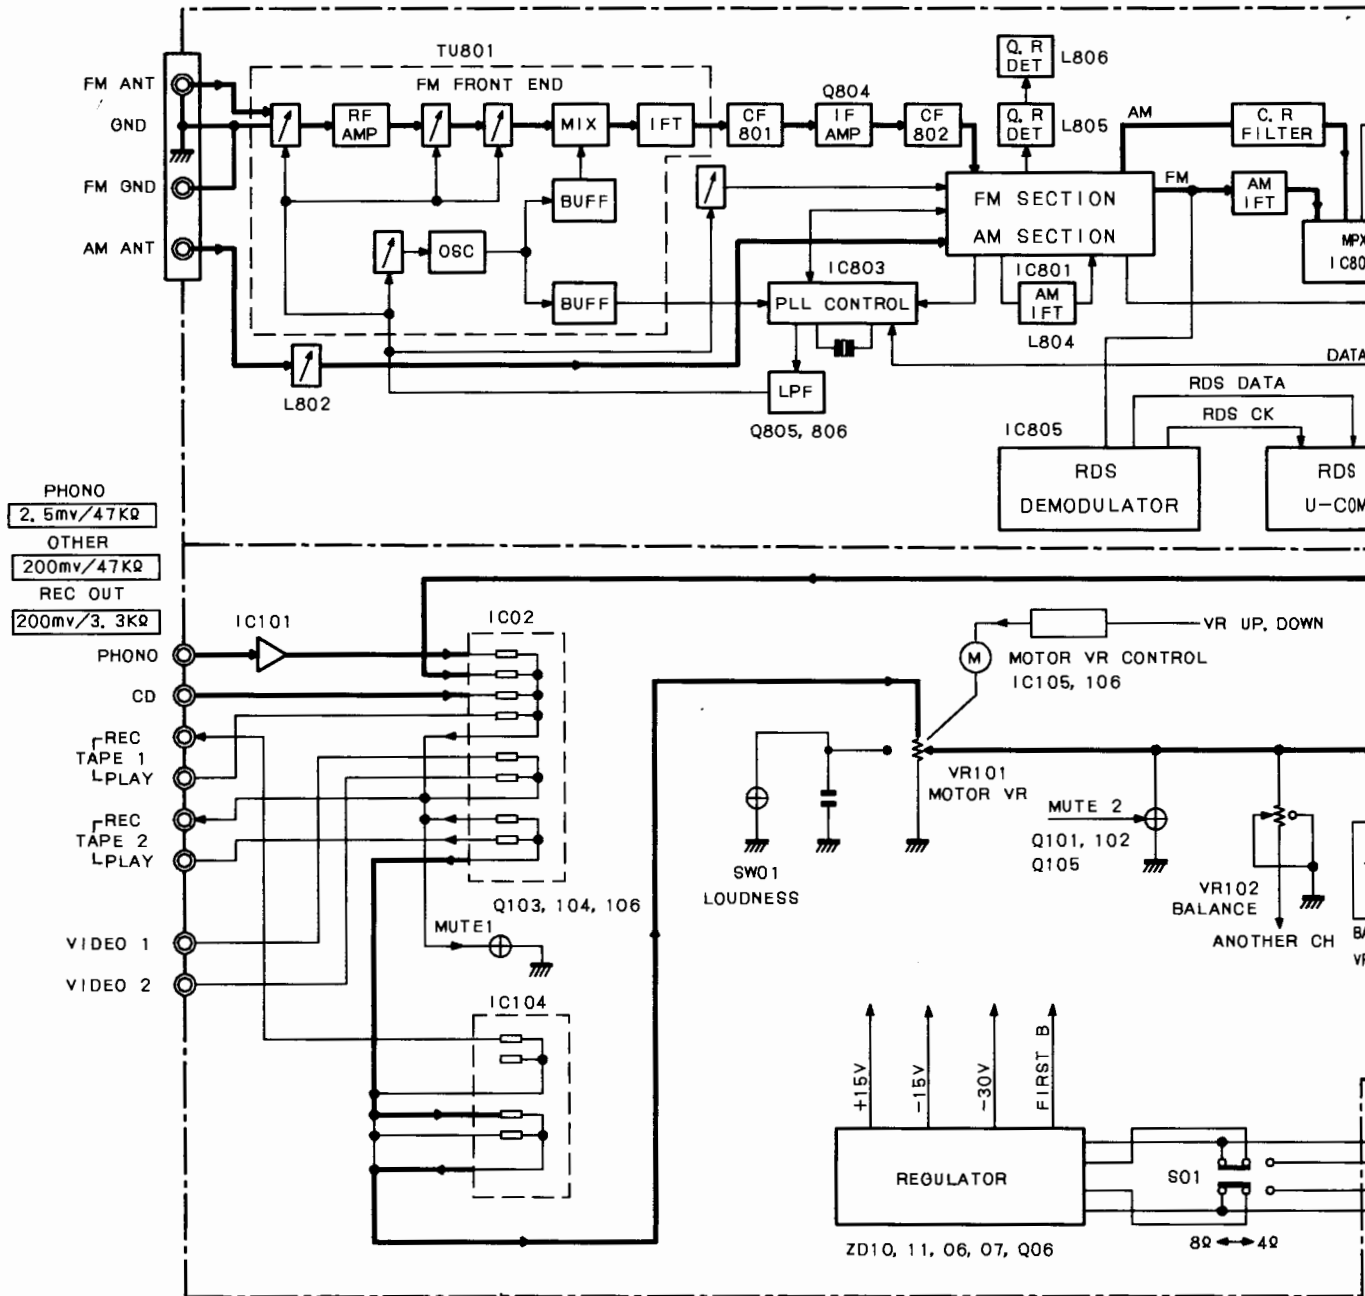 TU801
FM FRONT END
FM ANT
GND
FM GND
AM ANT
RF
AMP
MIX
IFT
BUFF
OSC
BUFF
CF
801
Q804
IF
AMP
CF
802
Q. R
DET
L806
Q. R
DET
L805
AM
C. R
FILTER
FM
AM
IFT
FM SECTION
AM SECTION
IC801
MPX
IC80
IC803
PLL CONTROL
AM
IFT
L804
L802
LPF
Q805, 806
DATA
RDS DATA
RDS CK
IC805
RDS
DEMODULATOR
RDS
U-COM
PHONO
2. 5mv/47KΩ
OTHER
200mv/47KΩ
REC OUT
200mv/3. 3KΩ
PHONO
CD
REC
TAPE 1
PLAY
REC
TAPE 2
PLAY
VIDEO 1
VIDEO 2
IC101
IC02
Q103, 104, 106
MUTE1
IC104
VR UP, DOWN
M
MOTOR VR CONTROL
IC105, 106
VR101
MOTOR VR
SW01
LOUDNESS
MUTE 2
Q101, 102
Q105
VR102
BALANCE
ANOTHER CH
BA
VR
+15V
-15V
-30V
FIRST B
REGULATOR
ZD10, 11, 06, 07, Q06
S01
8Ω
4Ω